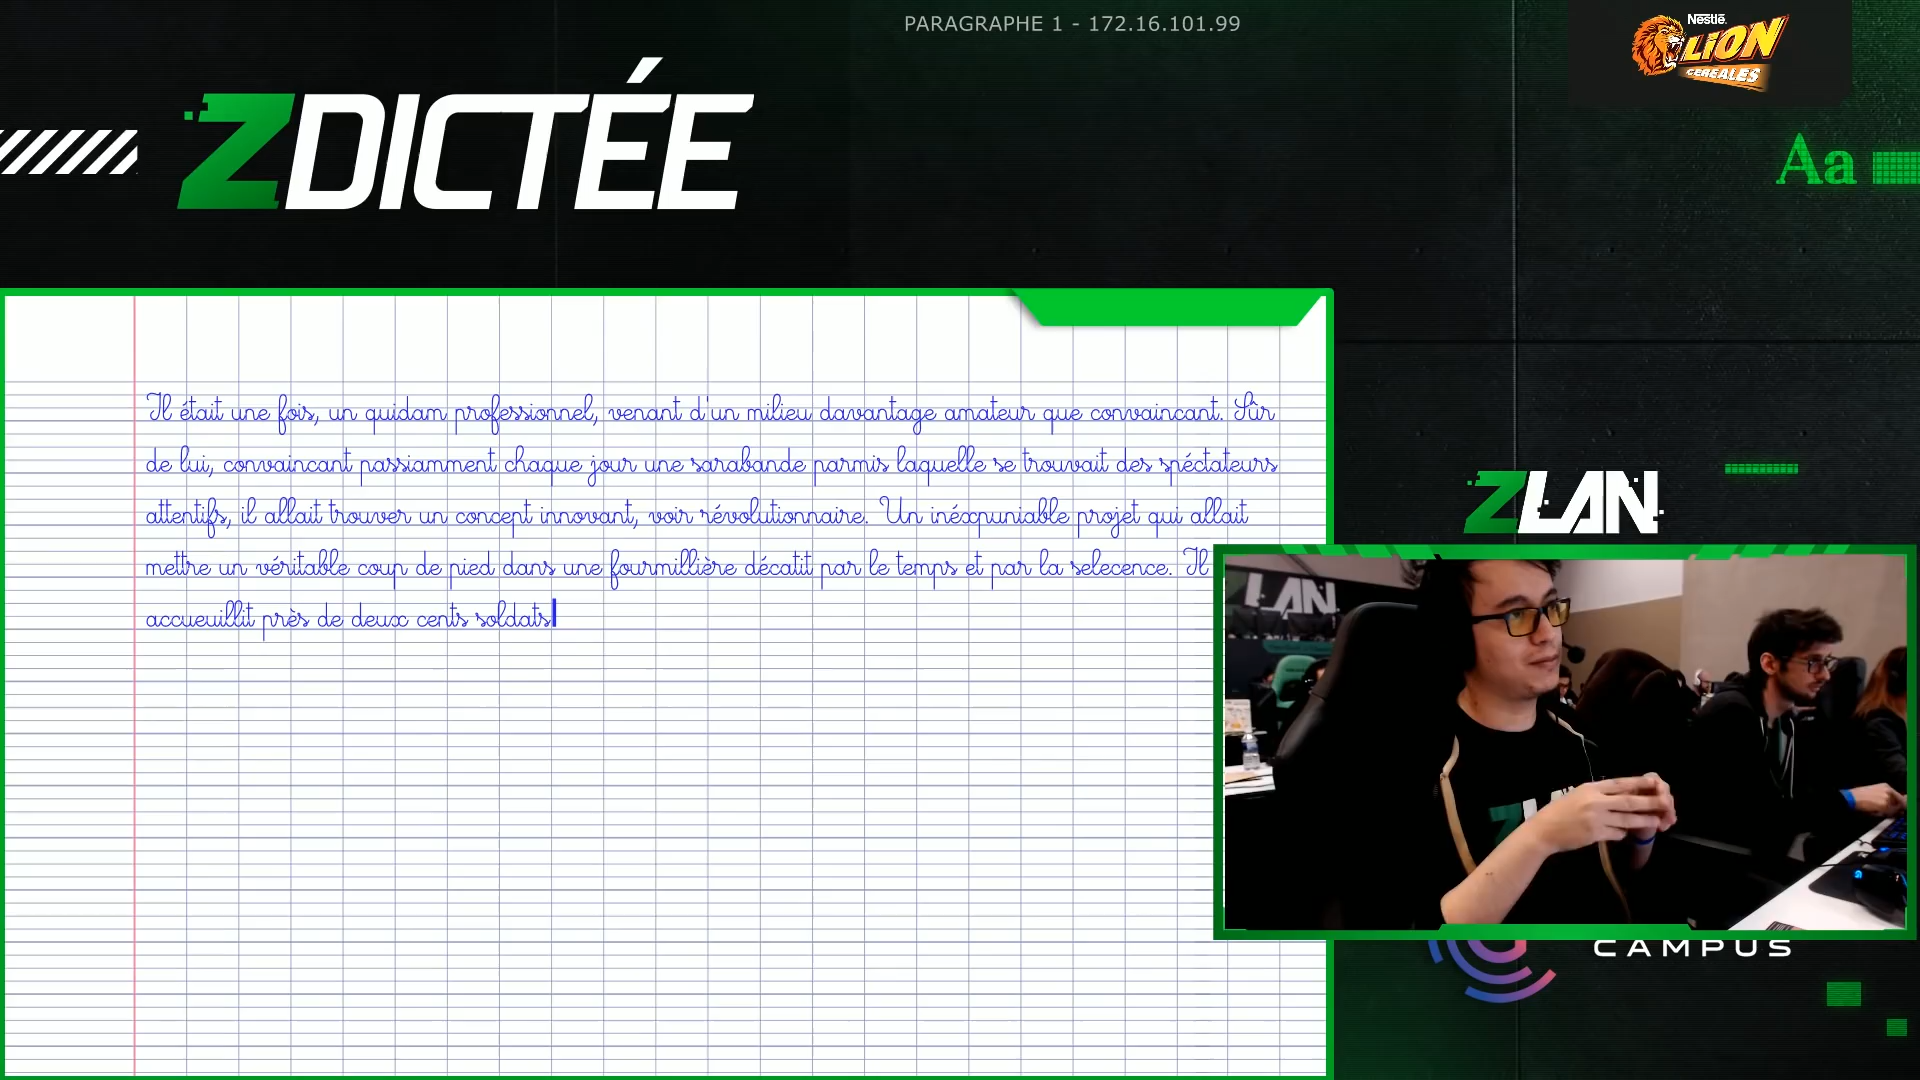 PARAGRAPHE 1 - 172.16.101.99
Nestlé
LION
CEREALES
ZDICTÉE
Aa
Il était une fois, un quidam professionnel, venant d'un milieu davantage amateur que convaincant. Sûr
de lui, convaincant passiamment chaque jour une sarabande parmis laquelle se trouvait des spéctateurs
attentifs, il allait trouver un concept innovant, voir révolutionnaire. Un inéxpuniable projet qui allait
mettre un véritable coup de pied dans une fourmillière décatit par le temps et par la selecence. Il
accueuillit près de deux cents soldats
ZLAN
LAN
CAMPUS